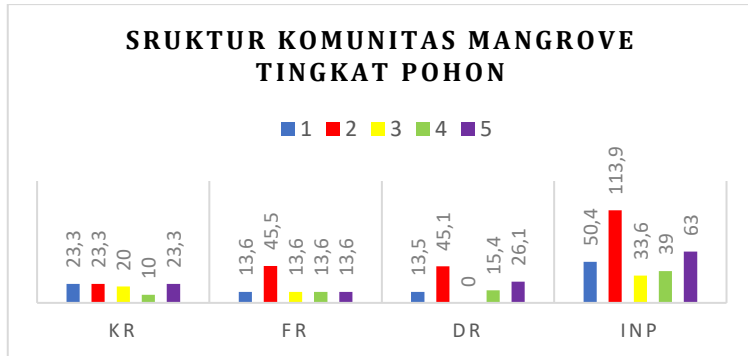 SRUKTUR KOMUNITAS MANGROVE
TINGKAT POHON
1 2 3 4 5
23,3 23,3 20 10 23,3
13,6 45,5 13,6 13,6 13,6
13,5 45,1 0 15,4 26,1
50,4 113,9 33,6 39 63
KR FR DR INP